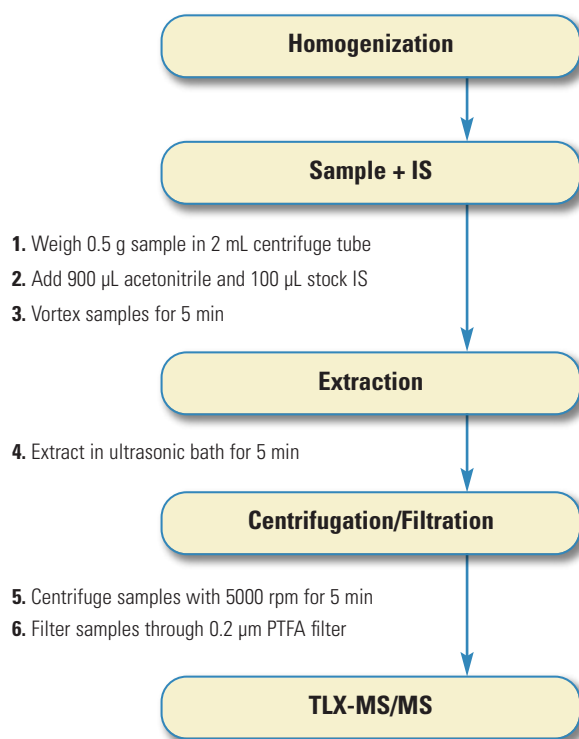 Homogenization
Sample + IS
1. Weigh 0.5 g sample in 2 mL centrifuge tube
2. Add 900 µL acetonitrile and 100 µL stock IS
3. Vortex samples for 5 min
Extraction
4. Extract in ultrasonic bath for 5 min
Centrifugation/Filtration
5. Centrifuge samples with 5000 rpm for 5 min
6. Filter samples through 0.2 µm PTFA filter
TLX-MS/MS